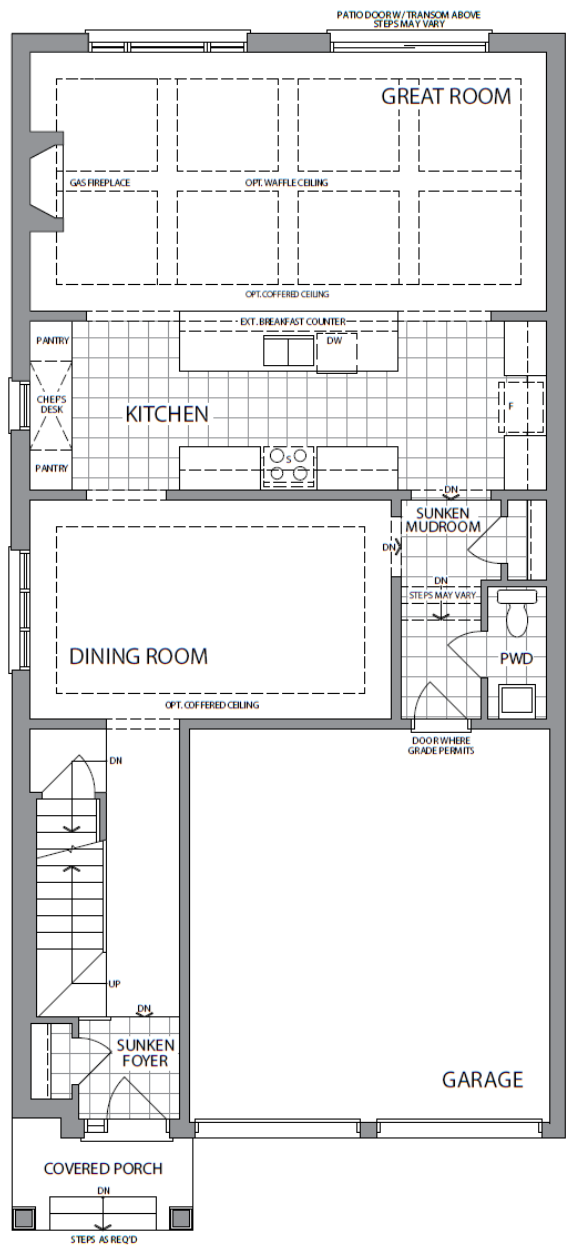 PATIO DOOR W/ TRANSOM ABOVE
STEPS MAY VARY
GREAT ROOM
GAS FIREPLACE
OPT. WAFFLE CEILING
OPT. COFFERED CEILING
EXT. BREAKFAST COUNTER
PANTRY
DW
CHEF'S
DESK
F
KITCHEN
PANTRY
S
DN
SUNKEN
MUDROOM
DN
DN
STEPS MAY VARY
DINING ROOM
PWD
OPT. COFFERED CEILING
DOOR WHERE
GRADE PERMITS
DN
UP
DN
SUNKEN
FOYER
GARAGE
COVERED PORCH
DN
STEPS AS REQ'D